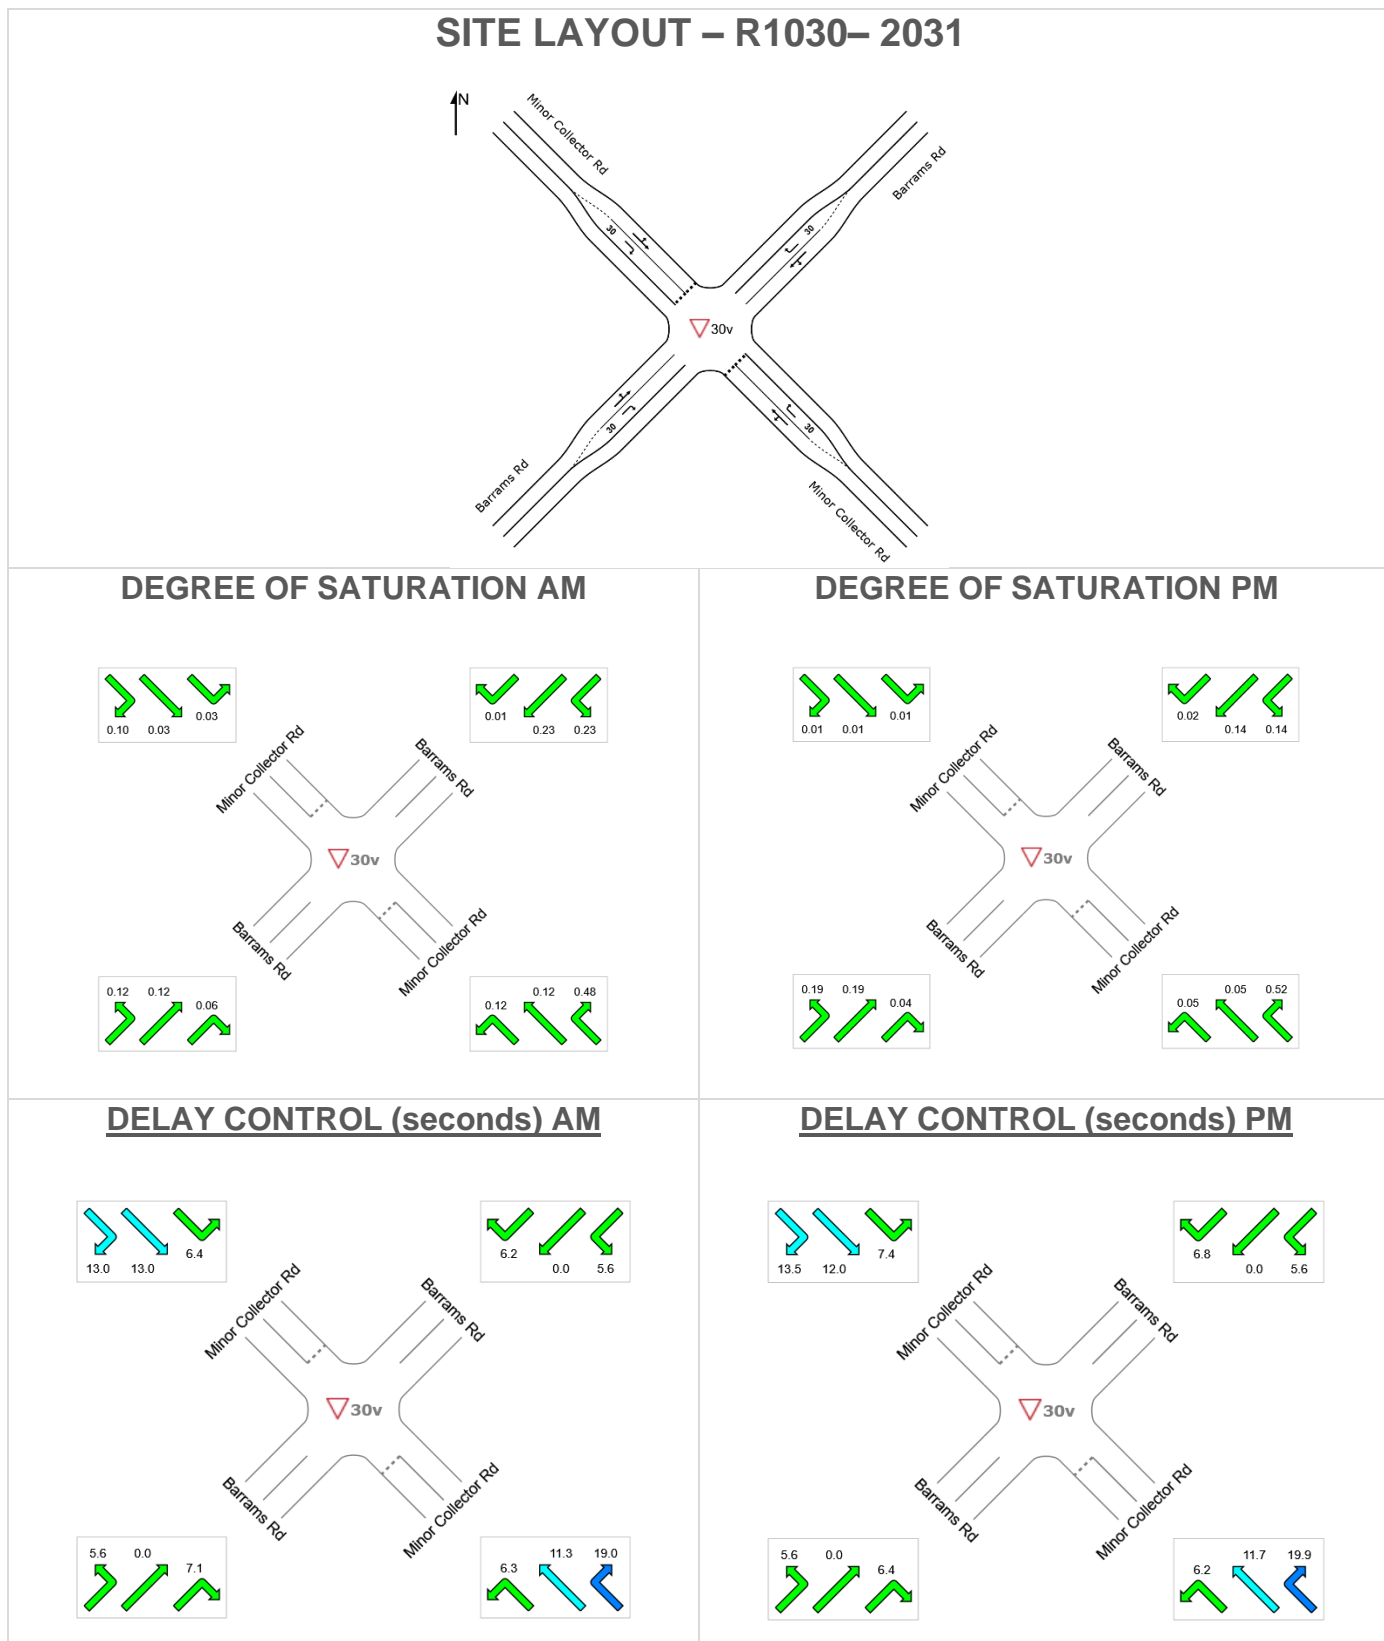 SITE LAYOUT – R1030– 2031
N
Minor Collector Rd
Barrams Rd
30
30
30v
30
30
Barrams Rd
Minor Collector Rd
DEGREE OF SATURATION AM
0.10 0.03 0.03
0.01 0.23 0.23
Minor Collector Rd
Barrams Rd
30v
Barrams Rd
Minor Collector Rd
0.12 0.12 0.06
0.12 0.12 0.48
DEGREE OF SATURATION PM
0.01 0.01 0.01
0.02 0.14 0.14
Minor Collector Rd
Barrams Rd
30v
Barrams Rd
Minor Collector Rd
0.19 0.19 0.04
0.05 0.05 0.52
DELAY CONTROL (seconds) AM
13.0 13.0 6.4
6.2 0.0 5.6
Minor Collector Rd
Barrams Rd
30v
Barrams Rd
Minor Collector Rd
5.6 0.0 7.1
6.3 11.3 19.0
DELAY CONTROL (seconds) PM
13.5 12.0 7.4
6.8 0.0 5.6
Minor Collector Rd
Barrams Rd
30v
Barrams Rd
Minor Collector Rd
5.6 0.0 6.4
6.2 11.7 19.9